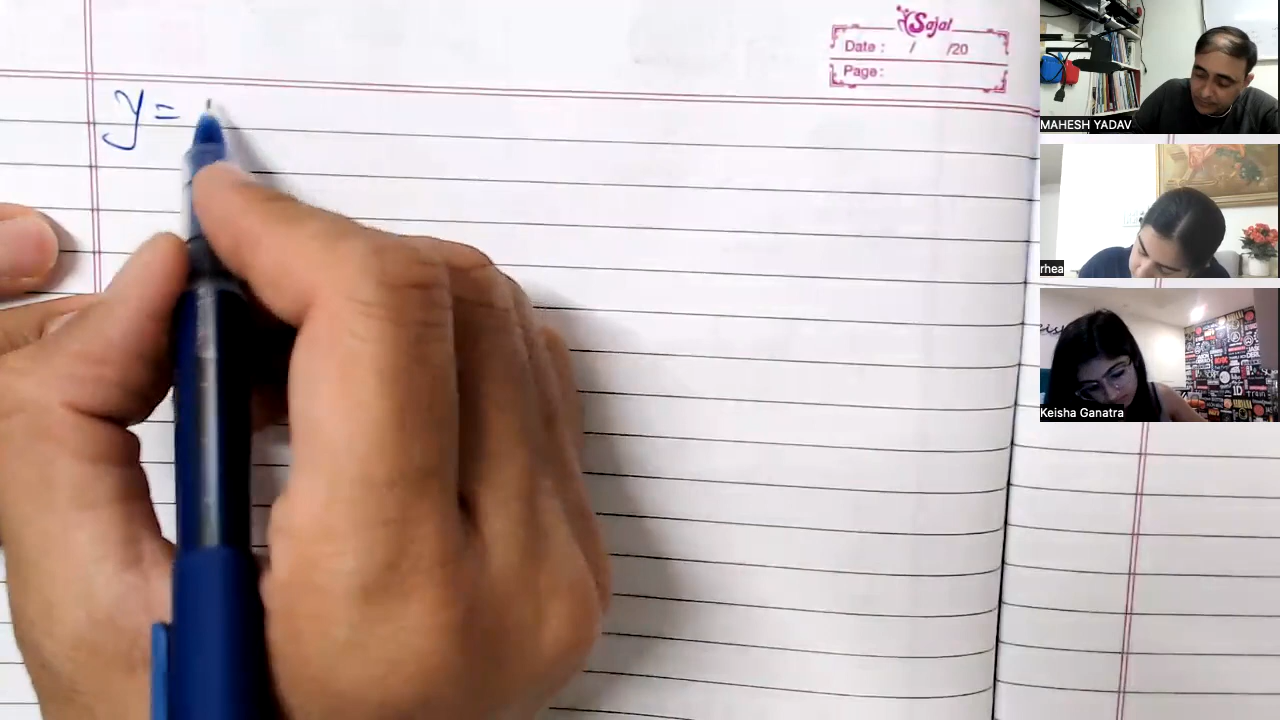 Sajal
Date : / /20
Page :
y =
MAHESH YADAV
rhea
Keisha Ganatra